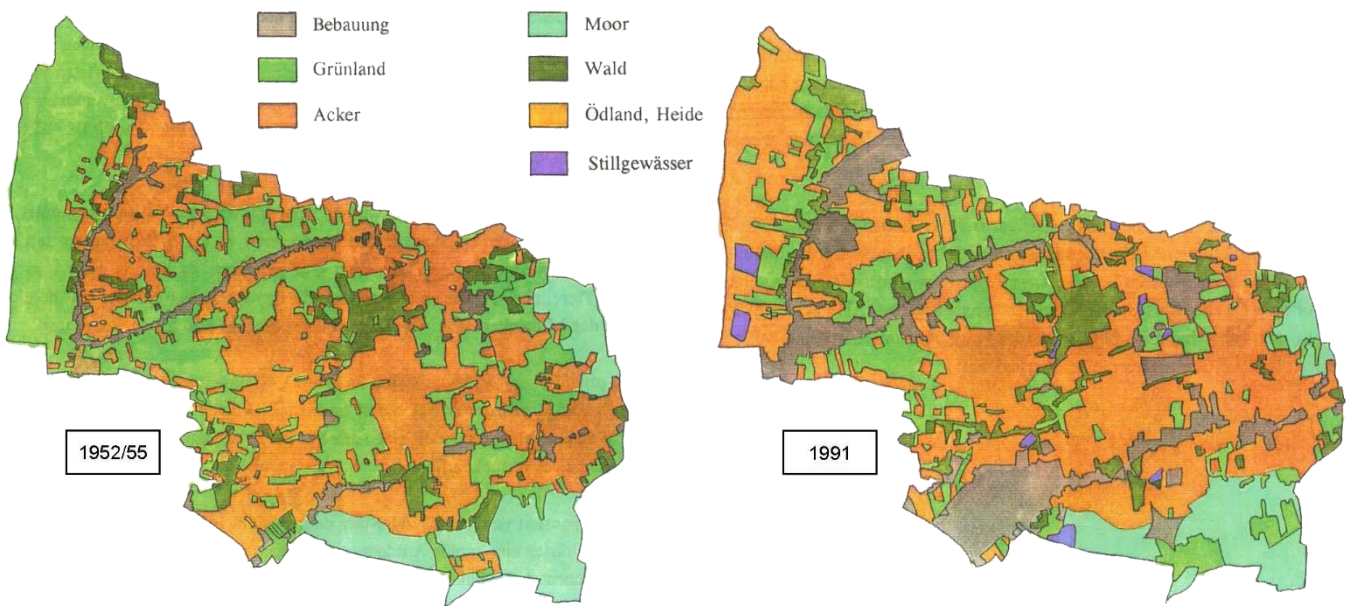 Bebauung
Grünland
Acker
Moor
Wald
Ödland, Heide
Stillgewässer
1952/55
1991